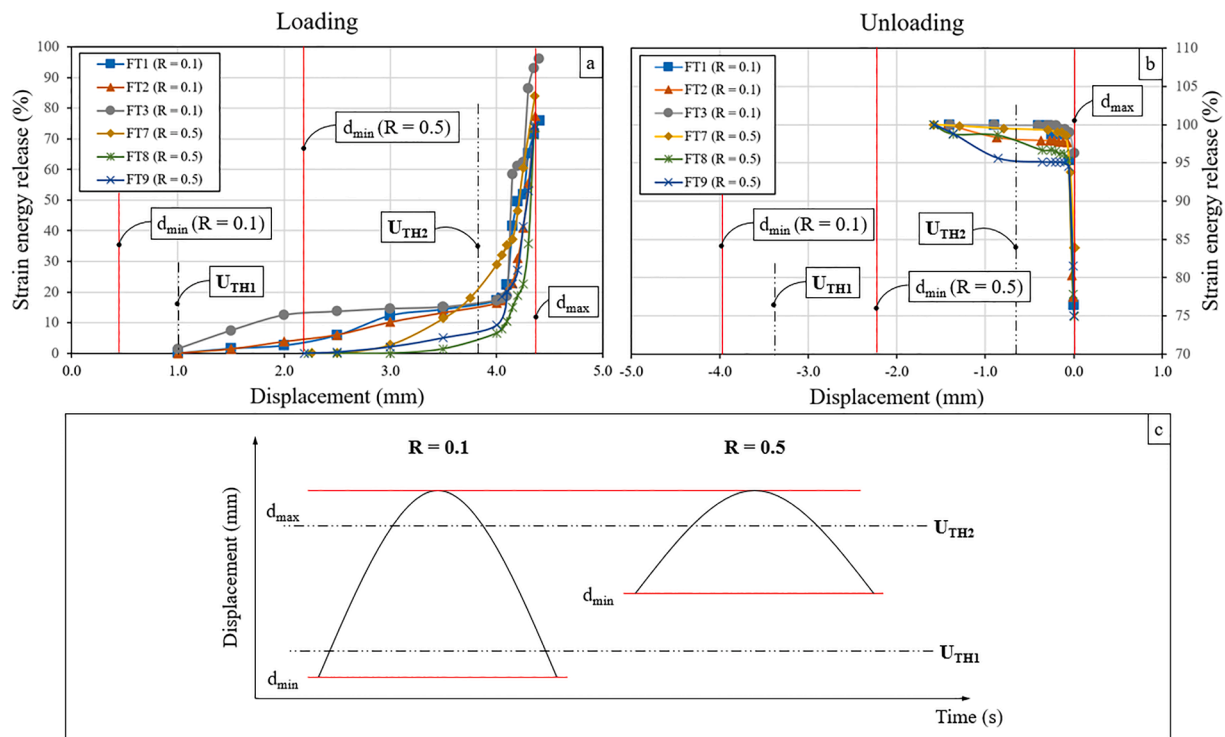 Loading
Unloading
a
b
FT1 (R = 0.1)
FT2 (R = 0.1)
FT3 (R = 0.1)
FT7 (R = 0.5)
FT8 (R = 0.5)
FT9 (R = 0.5)
dmin (R = 0.5)
dmin (R = 0.1)
UTH2
UTH1
dmax
Strain energy release (%)
100
90
80
70
60
50
40
30
20
10
0
0.0 1.0 2.0 3.0 4.0 5.0
Displacement (mm)
FT1 (R = 0.1)
FT2 (R = 0.1)
FT3 (R = 0.1)
FT7 (R = 0.5)
FT8 (R = 0.5)
FT9 (R = 0.5)
dmax
dmin (R = 0.1)
UTH2
UTH1
dmin (R = 0.5)
110
105
100
95
90
85
80
75
70
Strain energy release (%)
-5.0 -4.0 -3.0 -2.0 -1.0 0.0 1.0
Displacement (mm)
c
R = 0.1 R = 0.5
Displacement (mm)
dmax
UTH2
dmin
UTH1
dmin
Time (s)